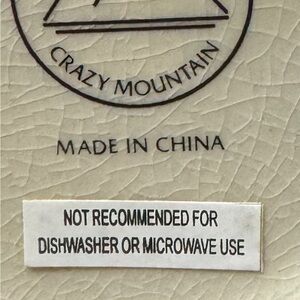 CRAZY MOUNTAIN
MADE IN CHINA
NOT RECOMMENDED FOR
DISHWASHER OR MICROWAVE USE